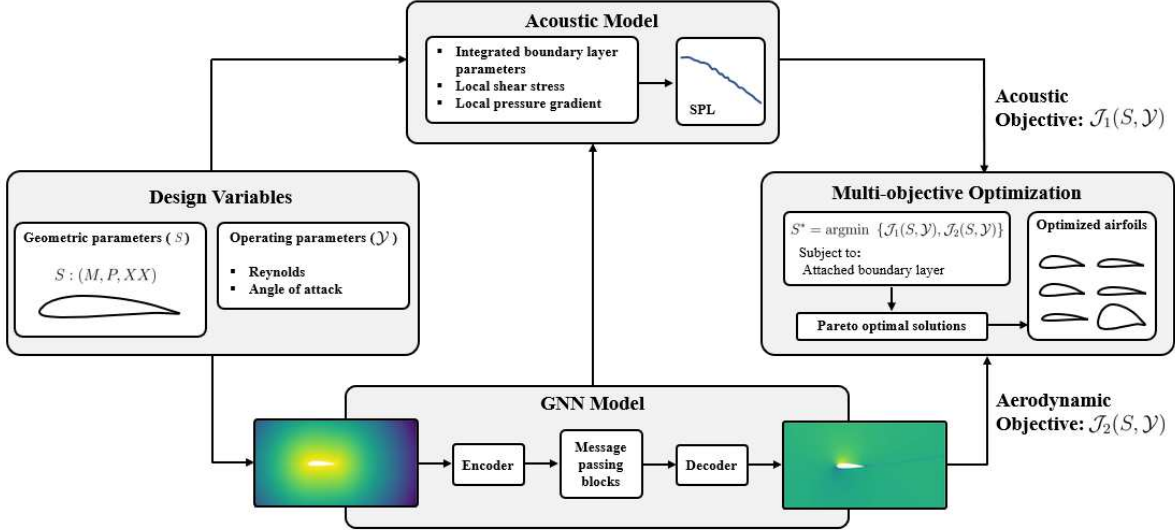 Acoustic Model
▪ Integrated boundary layer
parameters
▪ Local shear stress
▪ Local pressure gradient
SPL
Acoustic
Objective: 𝒥₁(S, 𝒴)
Design Variables
Geometric parameters ( S )
S : (M, P, XX)
Operating parameters (𝒴 )
▪ Reynolds
▪ Angle of attack
Multi-objective Optimization
S* = argmin {𝒥₁(S, 𝒴), 𝒥₂(S, 𝒴)}
Subject to:
Attached boundary layer
Pareto optimal solutions
Optimized airfoils
GNN Model
Encoder
Message
passing
blocks
Decoder
Aerodynamic
Objective: 𝒥₂(S, 𝒴)